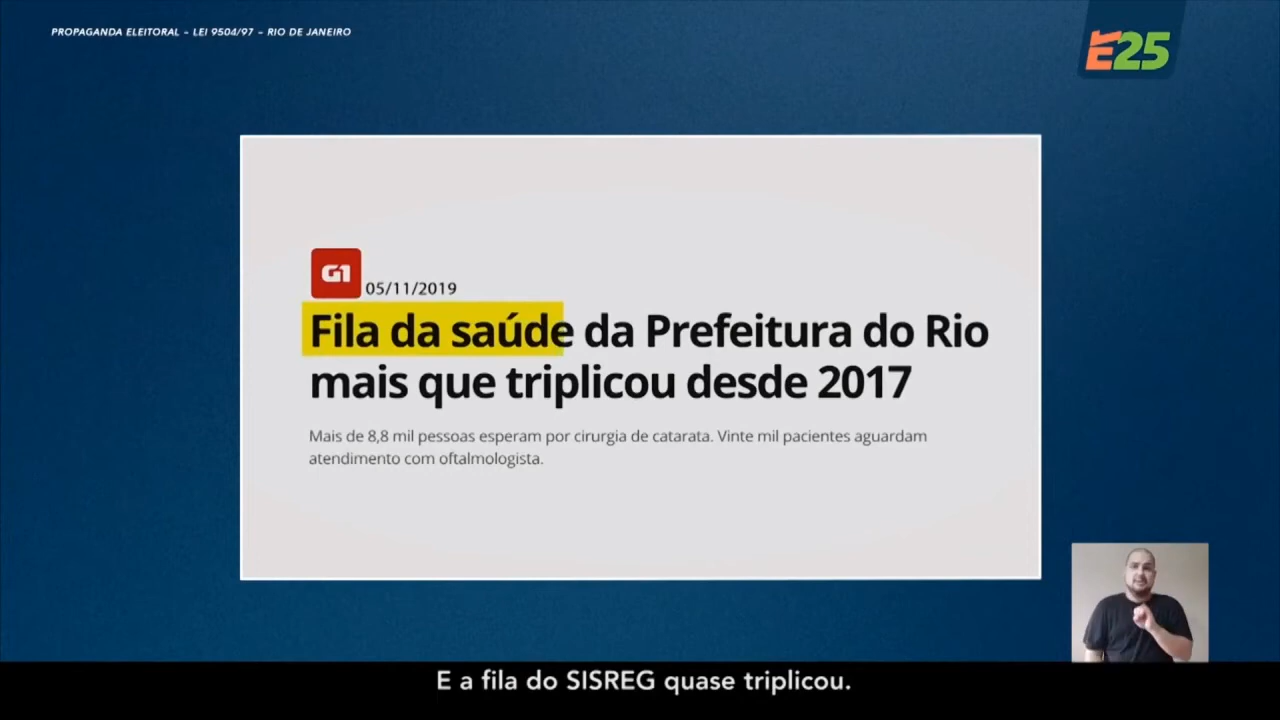 PROPAGANDA ELEITORAL – LEI 9504/97 – RIO DE JANEIRO
E25
G1
05/11/2019
Fila da saúde da Prefeitura do Rio
mais que triplicou desde 2017
Mais de 8,8 mil pessoas esperam por cirurgia de catarata. Vinte mil pacientes aguardam
atendimento com oftalmologista.
E a fila do SISREG quase triplicou.